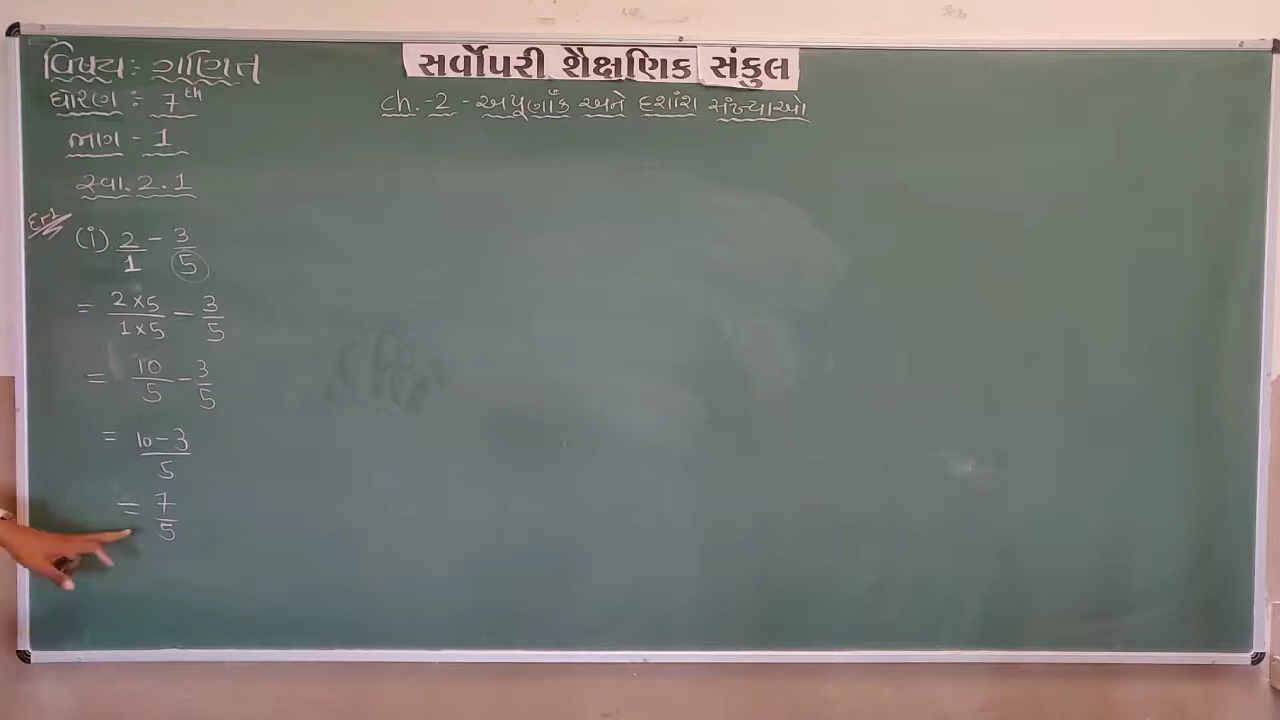 સર્વોપરી શૈક્ષણિક સંકુલ
વિષય: ગણિત
ધોરણ : 7th
ભાગ - 1
સ્વા. 2.1
ch.-2 - અપૂર્ણાંક અને દશાંશ સંખ્યાઓ
(i) 2/1 - 3/5
= 2×5/1×5 - 3/5
= 10/5 - 3/5
= 10-3/5
= 7/5